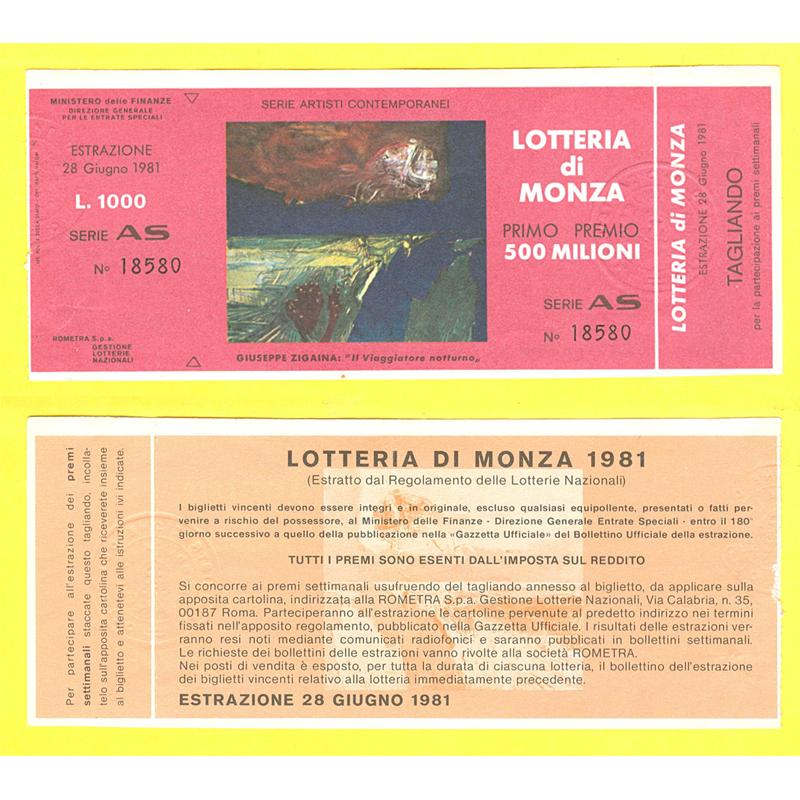 MINISTERO delle FINANZE
DIREZIONE GENERALE
PER LE ENTRATE SPECIALI
ESTRAZIONE
28 Giugno 1981
L. 1000
SERIE AS
No 18580
ROMETRA S.p.a.
GESTIONE
LOTTERIE
NAZIONALI
SERIE ARTISTI CONTEMPORANEI
GIUSEPPE ZIGAINA: "Il Viaggiatore notturno„
LOTTERIA
di
MONZA
PRIMO PREMIO
500 MILIONI
SERIE AS
No 18580
LOTTERIA di MONZA
ESTRAZIONE 28 Giugno 1981
TAGLIANDO
per la partecipazione ai premi settimanali
Per partecipare all'estrazione dei premi
settimanali staccate questo tagliando, incolla-
telo sull'apposita cartolina che riceverete insieme
al biglietto e attenetevi alle istruzioni ivi indicate.
LOTTERIA DI MONZA 1981
(Estratto dal Regolamento delle Lotterie Nazionali)
I biglietti vincenti devono essere integri e in originale, escluso qualsiasi equipollente, presentati o fatti per-
venire a rischio del possessore, al Ministero delle Finanze - Direzione Generale Entrate Speciali - entro il 180°
giorno successivo a quello della pubblicazione nella «Gazzetta Ufficiale» del Bollettino Ufficiale della estrazione.
TUTTI I PREMI SONO ESENTI DALL'IMPOSTA SUL REDDITO
Si concorre ai premi settimanali usufruendo del tagliando annesso al biglietto, da applicare sulla
apposita cartolina, indirizzata alla ROMETRA S.p.a. Gestione Lotterie Nazionali, Via Calabria, n. 35,
00187 Roma. Parteciperanno all'estrazione le cartoline pervenute al predetto indirizzo nei termini
fissati nell'apposito regolamento, pubblicato nella Gazzetta Ufficiale. I risultati delle estrazioni ver-
ranno resi noti mediante comunicati radiofonici e saranno pubblicati in bollettini settimanali.
Le richieste dei bollettini delle estrazioni vanno rivolte alla società ROMETRA.
Nei posti di vendita è esposto, per tutta la durata di ciascuna lotteria, il bollettino dell'estrazione
dei biglietti vincenti relativo alla lotteria immediatamente precedente.
ESTRAZIONE 28 GIUGNO 1981